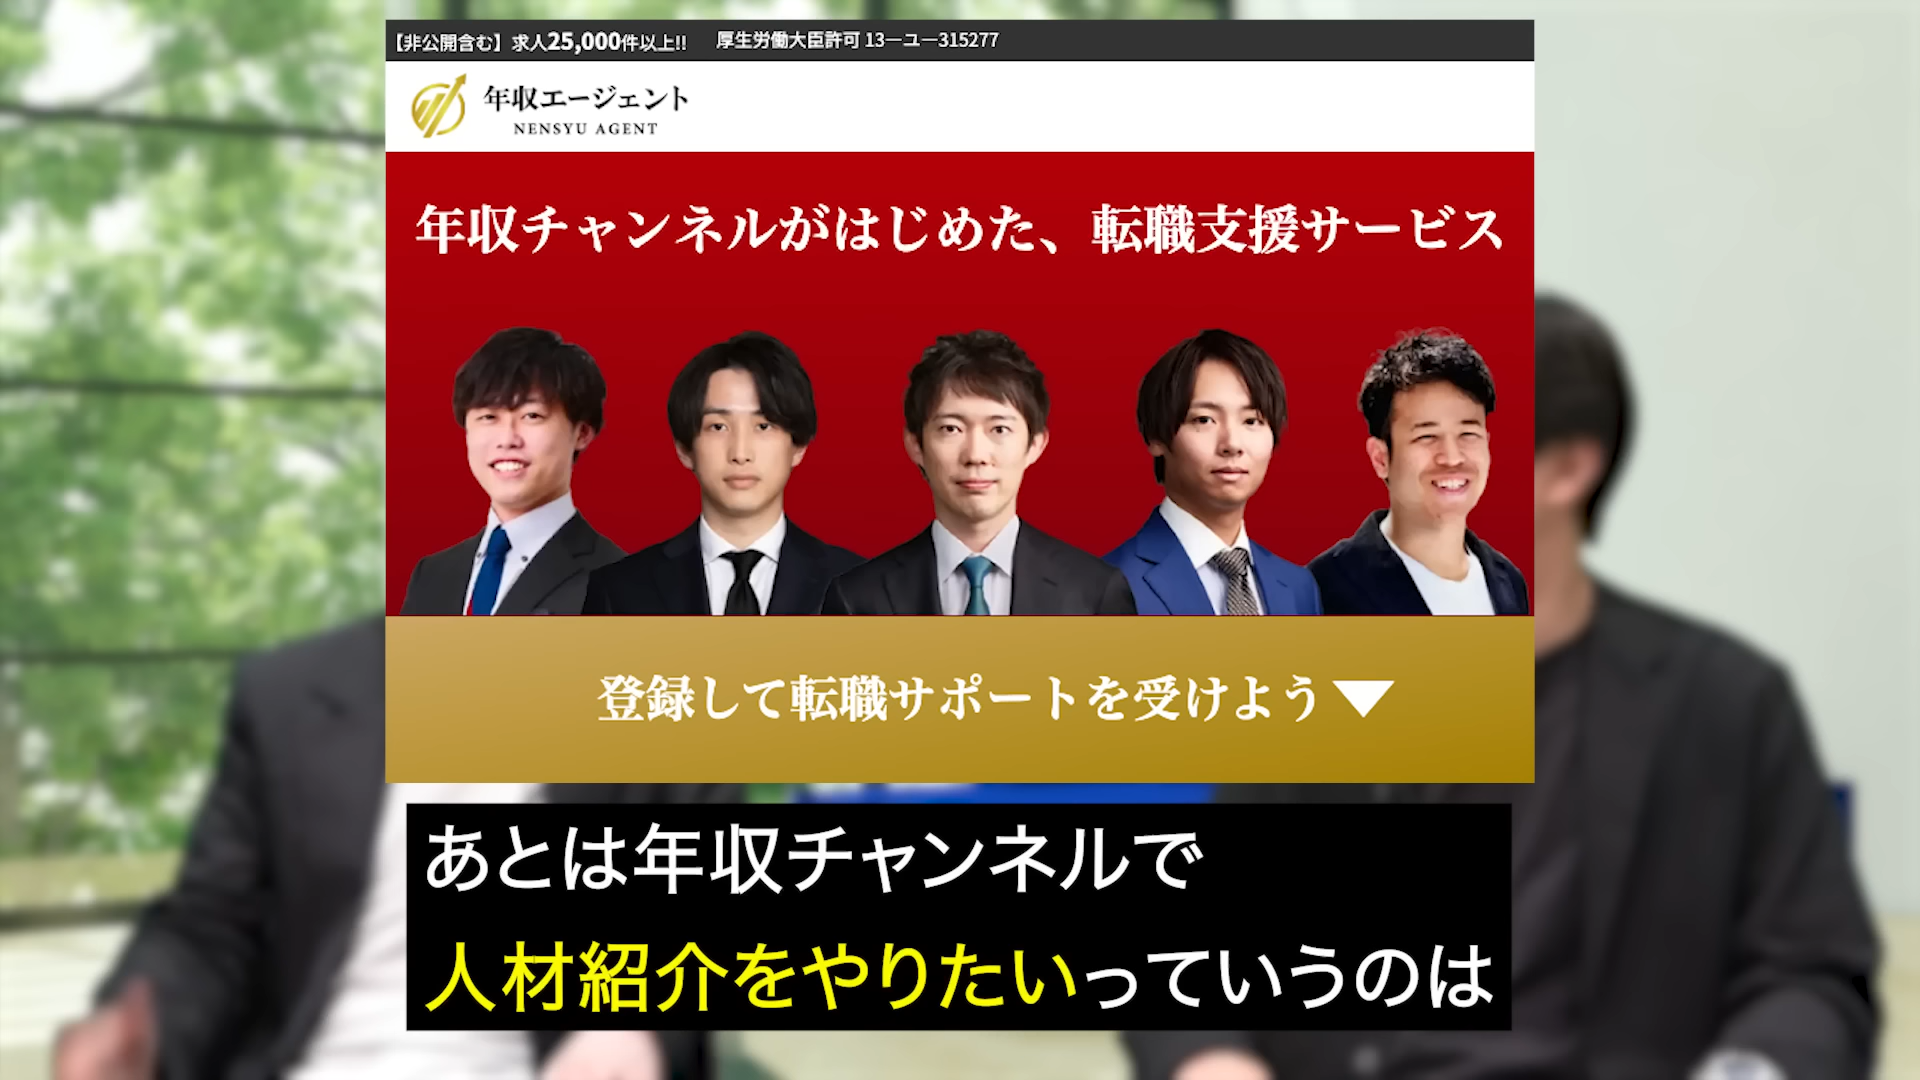 【非公開含む】求人25,000件以上!! 厚生労働大臣許可 13ーユー315277
年収エージェント
NENSYU AGENT
年収チャンネルがはじめた、転職支援サービス
登録して転職サポートを受けよう▼
あとは年収チャンネルで
人材紹介をやりたいっていうのは